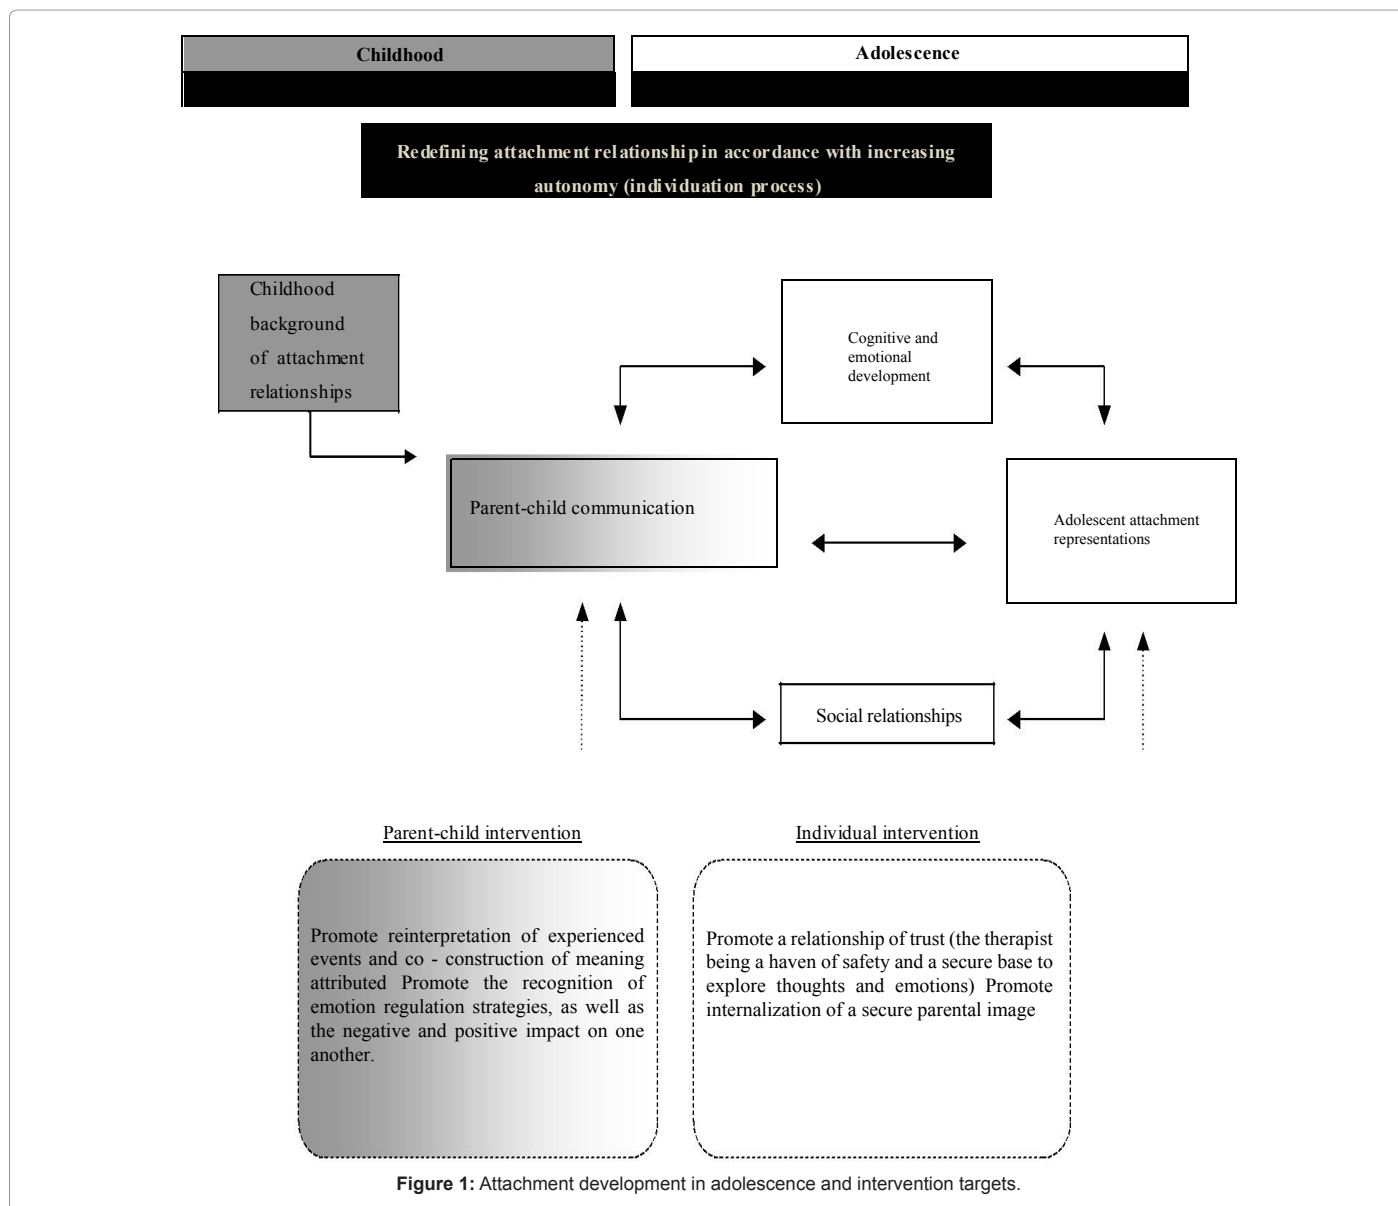 Childhood
Adolescence
Redefining attachment relationship in accordance with increasing
autonomy (individuation process)
Childhood
background
of attachment
relationships
Cognitive and
emotional
development
Parent-child communication
Adolescent attachment
representations
Social relationships
Parent-child intervention
Individual intervention
Promote reinterpretation of experienced
events and co - construction of meaning
attributed Promote the recognition of
emotion regulation strategies, as well as
the negative and positive impact on one
another.
Promote a relationship of trust (the therapist
being a haven of safety and a secure base to
explore thoughts and emotions) Promote
internalization of a secure parental image
Figure 1: Attachment development in adolescence and intervention targets.